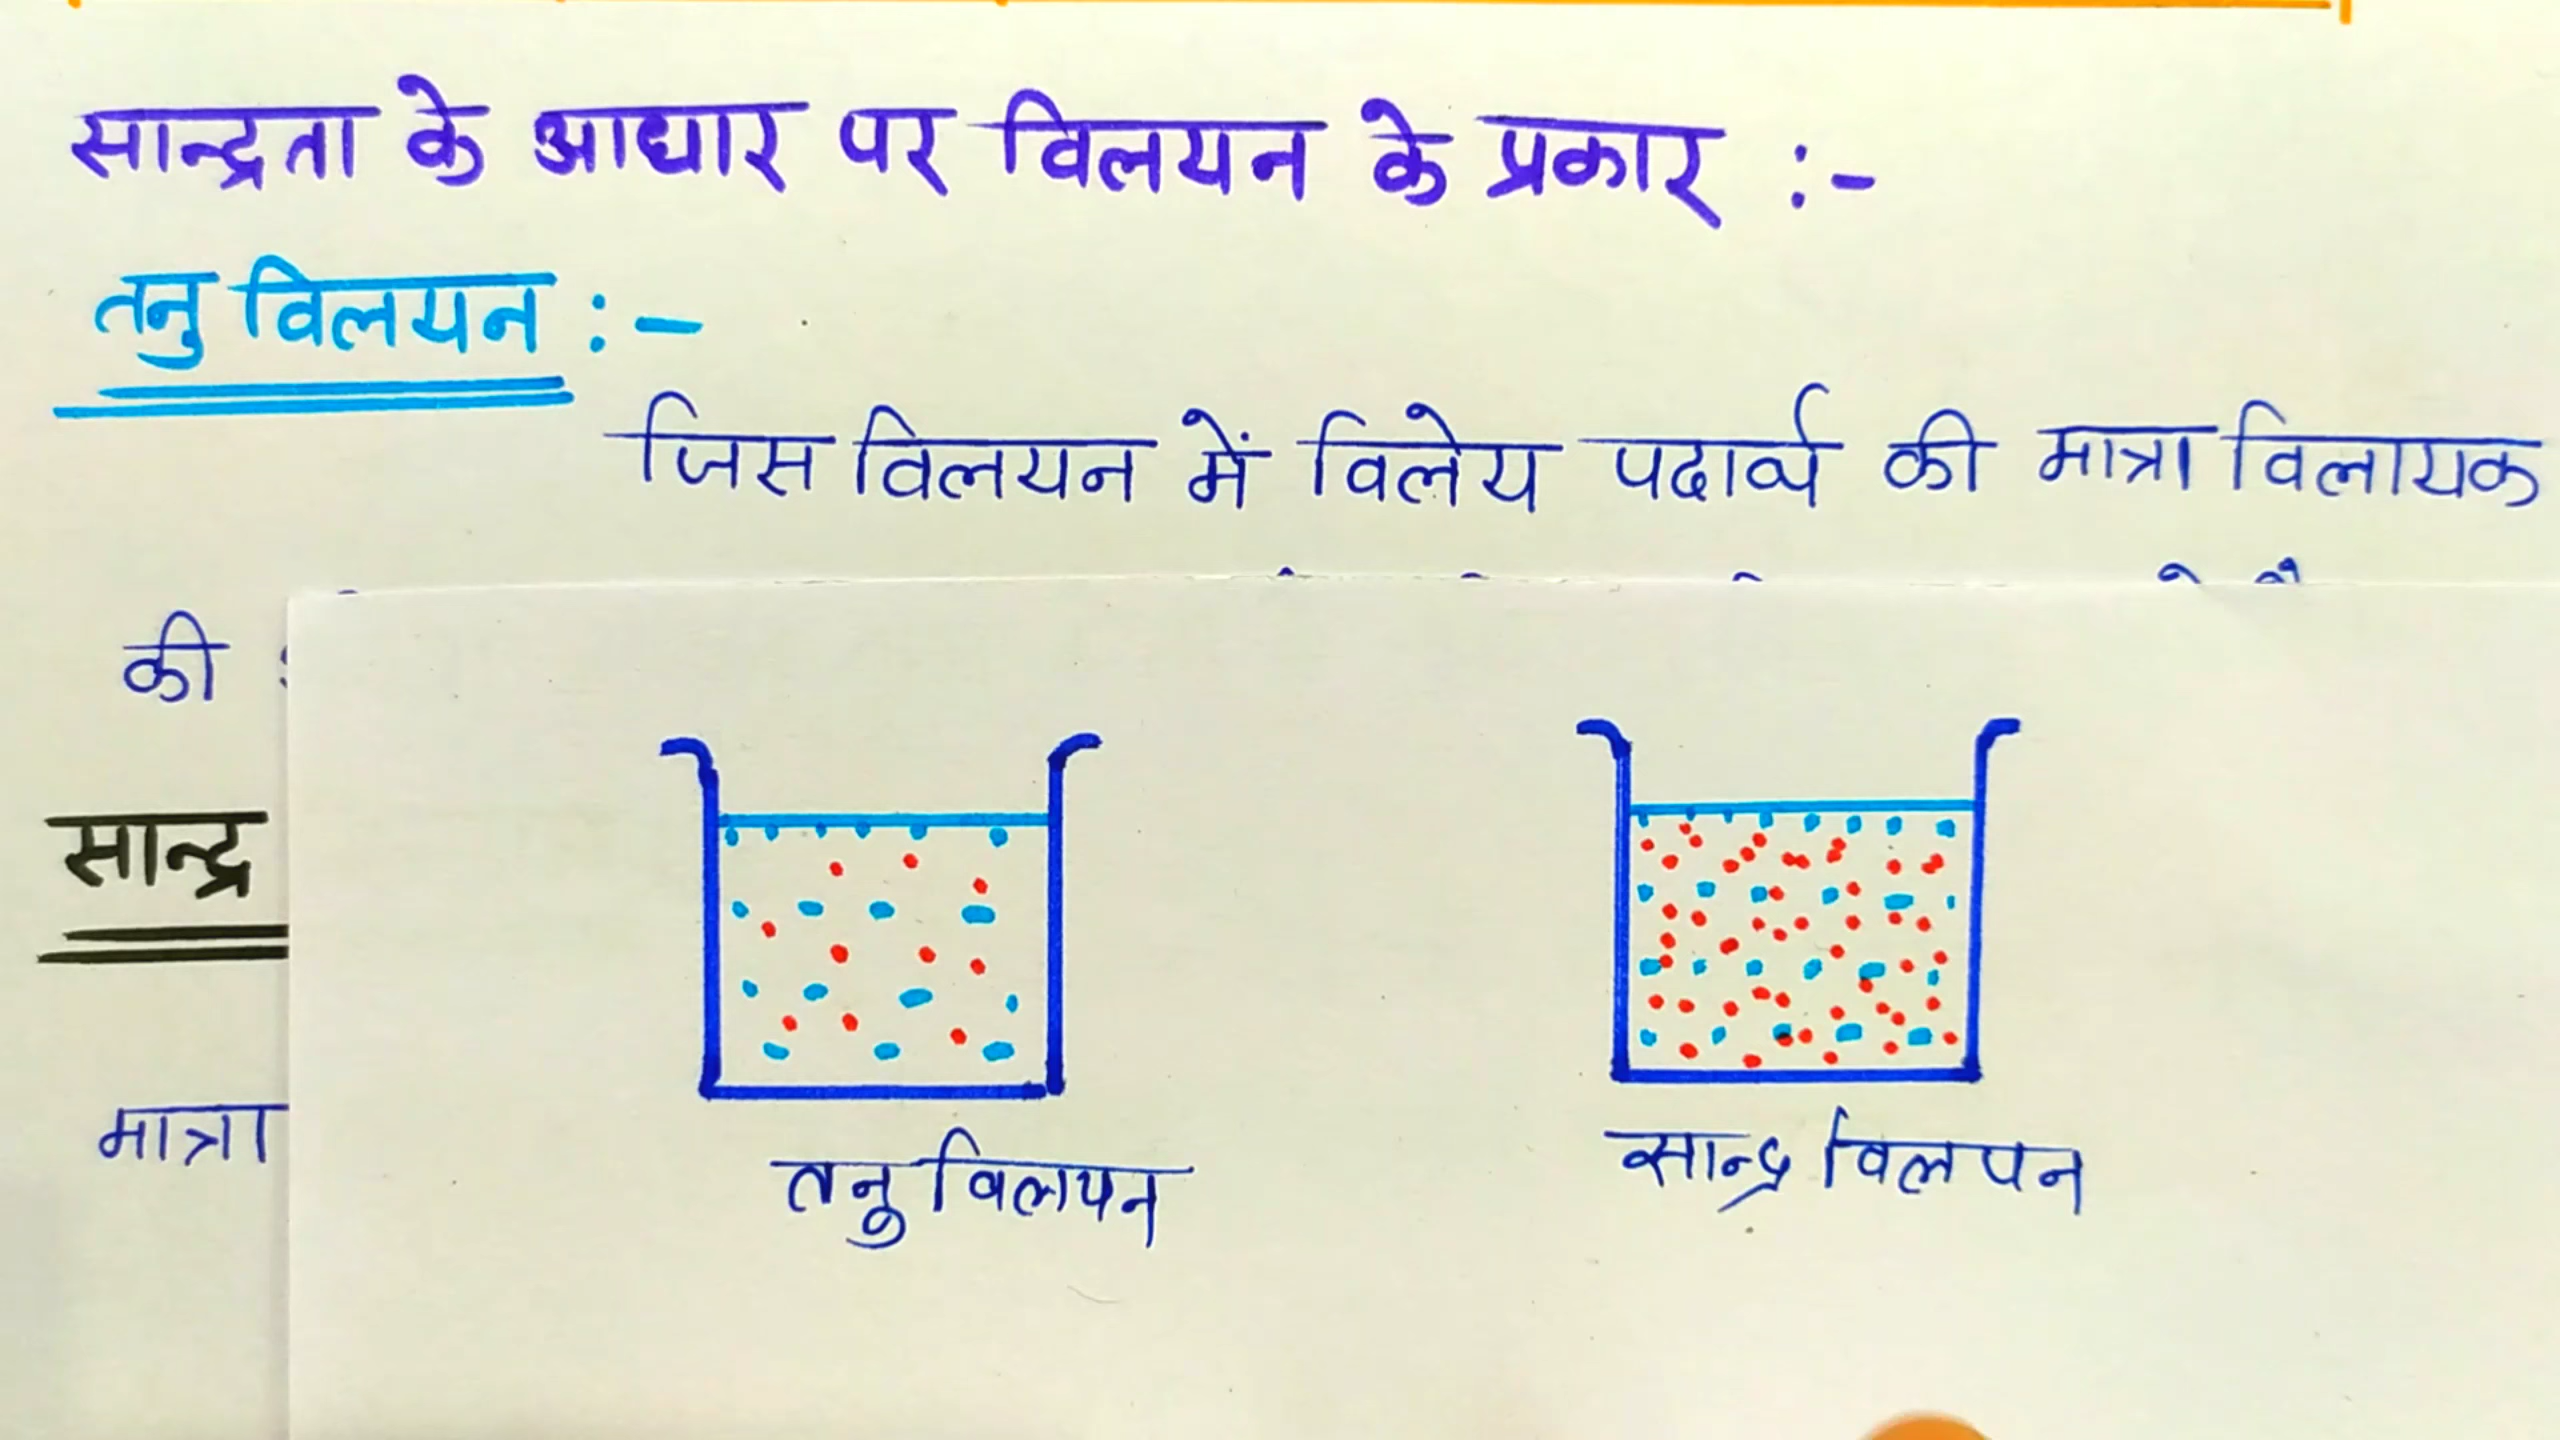 सान्द्रता के आधार पर विलयन के प्रकार :-
तनु विलयन :-
जिस विलयन में विलेय पदार्थ की मात्रा विलायक
की
सान्द्र
मात्रा
तनु विलयन
सान्द्र विलयन